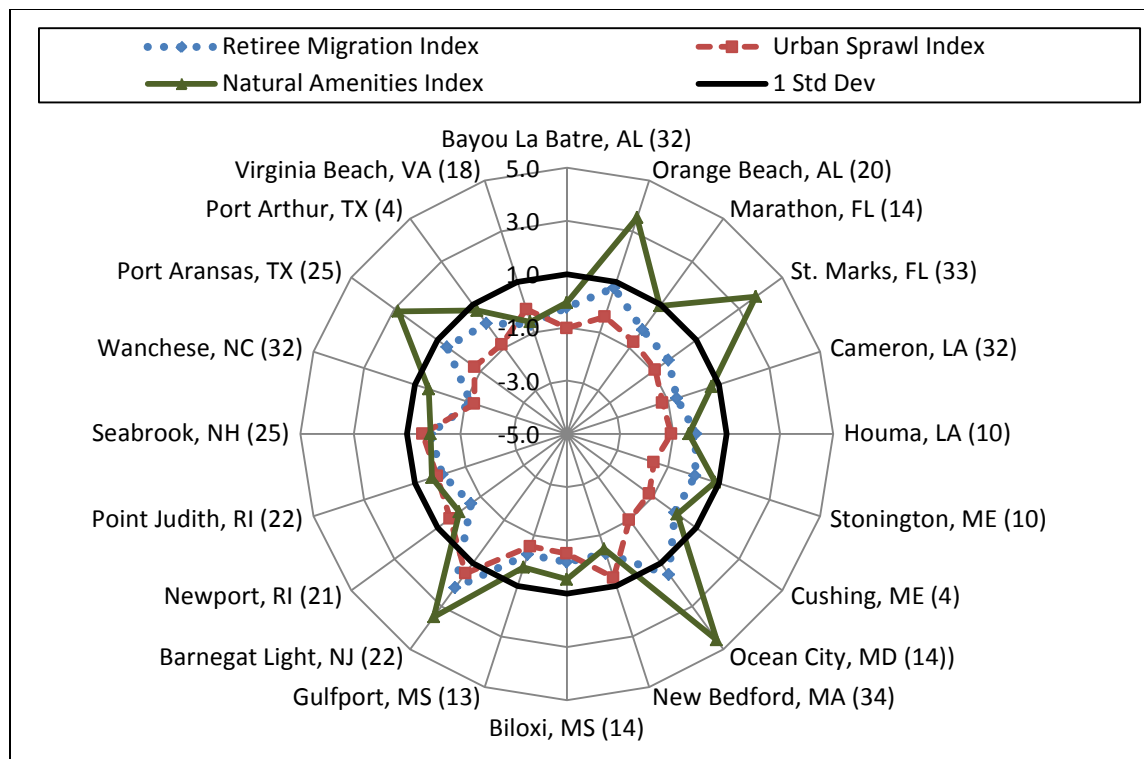 Retiree Migration Index
Urban Sprawl Index
Natural Amenities Index
1 Std Dev
Bayou La Batre, AL (32)
Virginia Beach, VA (18)
5.0
Orange Beach, AL (20)
Port Arthur, TX (4)
3.0
Marathon, FL (14)
Port Aransas, TX (25)
1.0
St. Marks, FL (33)
Wanchese, NC (32)
-1.0
Cameron, LA (32)
-3.0
Seabrook, NH (25)
-5.0
Houma, LA (10)
Point Judith, RI (22)
Stonington, ME (10)
Newport, RI (21)
Cushing, ME (4)
Barnegat Light, NJ (22)
Ocean City, MD (14))
Gulfport, MS (13)
New Bedford, MA (34)
Biloxi, MS (14)